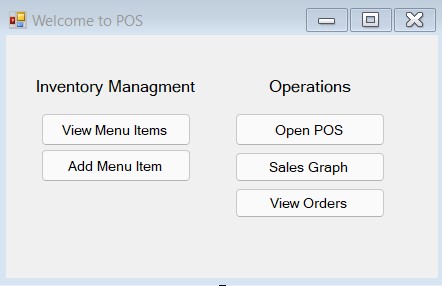 Welcome to POS
Inventory Managment
View Menu Items
Add Menu Item
Operations
Open POS
Sales Graph
View Orders